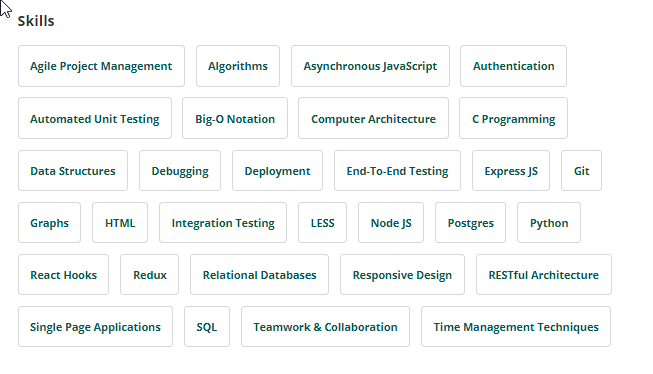 Skills
Agile Project Management Algorithms Asynchronous JavaScript Authentication
Automated Unit Testing Big-O Notation Computer Architecture C Programming
Data Structures Debugging Deployment End-To-End Testing Express JS Git
Graphs HTML Integration Testing LESS Node JS Postgres Python
React Hooks Redux Relational Databases Responsive Design RESTful Architecture
Single Page Applications SQL Teamwork & Collaboration Time Management Techniques